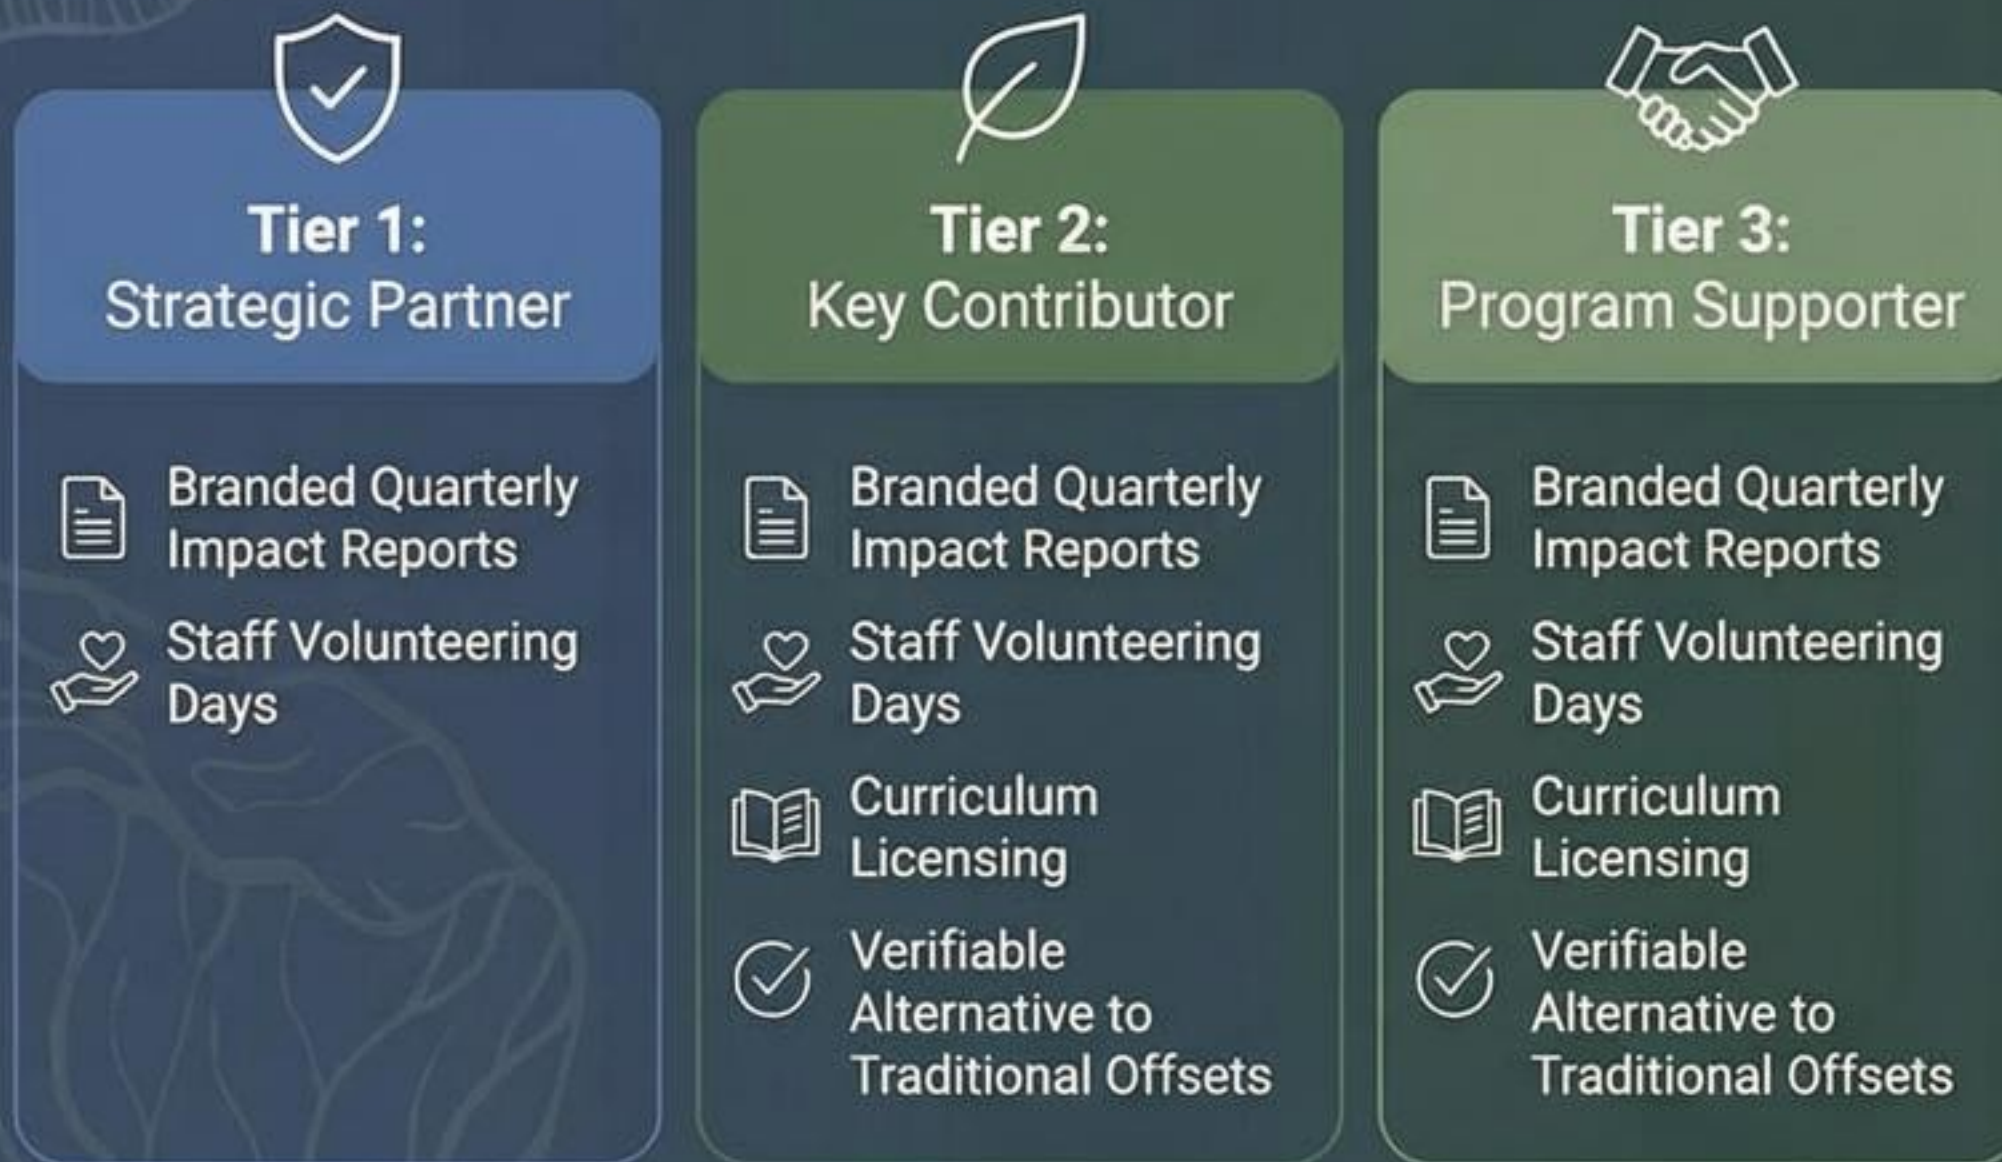 Tier 1:
Strategic Partner
Branded Quarterly
Impact Reports
Staff Volunteering
Days
Tier 2:
Key Contributor
Branded Quarterly
Impact Reports
Staff Volunteering
Days
Curriculum
Licensing
Verifiable
Alternative to
Traditional Offsets
Tier 3:
Program Supporter
Branded Quarterly
Impact Reports
Staff Volunteering
Days
Curriculum
Licensing
Verifiable
Alternative to
Traditional Offsets